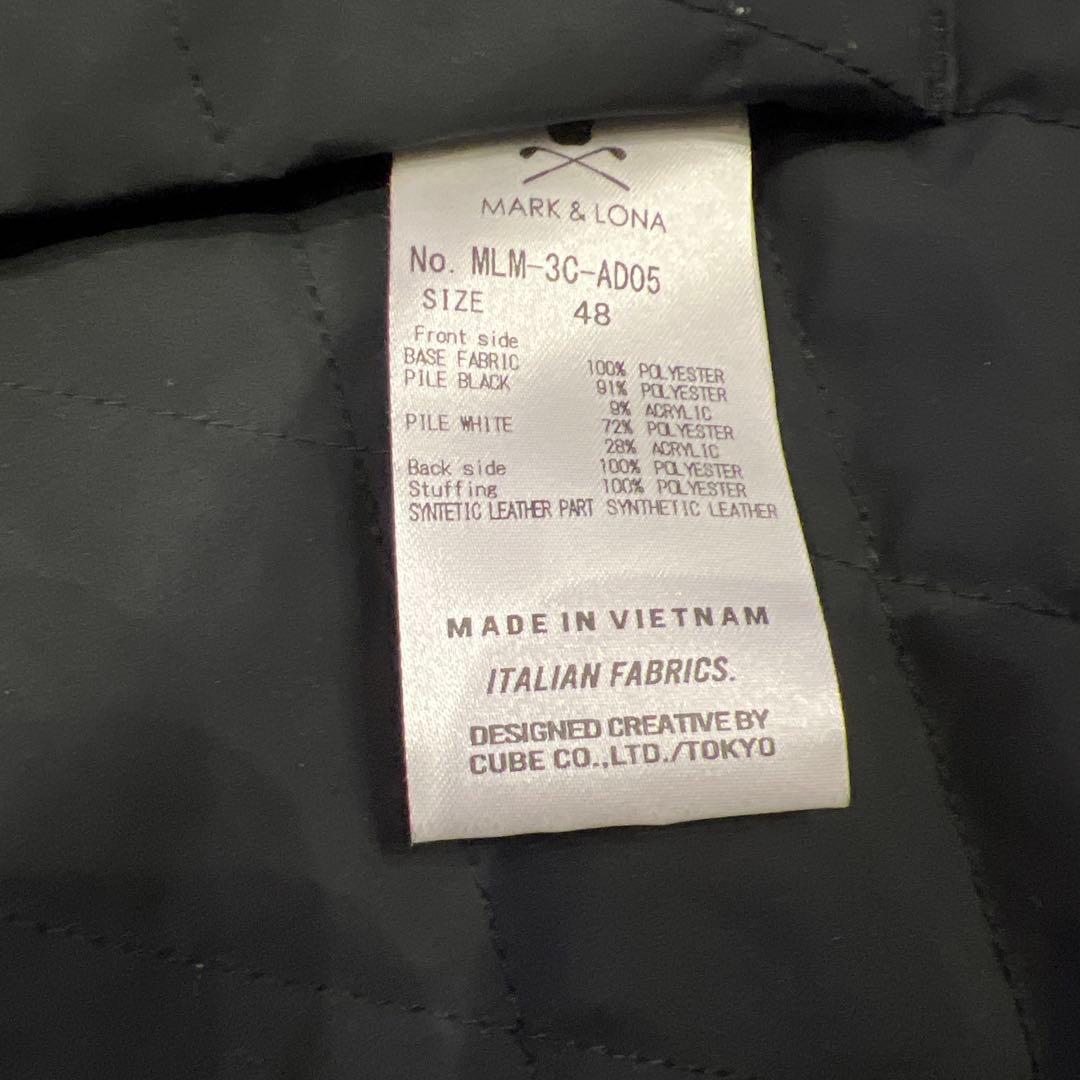 MARK & LONA
No. MLM-3C-AD05
SIZE 48
Front side
BASE FABRIC 100% POLYESTER
PILE BLACK 91% POLYESTER
9% ACRYLIC
PILE WHITE 72% POLYESTER
28% ACRYLIC
Back side 100% POLYESTER
Stuffing 100% POLYESTER
SYNTETIC LEATHER PART SYNTHETIC LEATHER
MADE IN VIETNAM
ITALIAN FABRICS.
DESIGNED CREATIVE BY
CUBE CO.,LTD./TOKYO